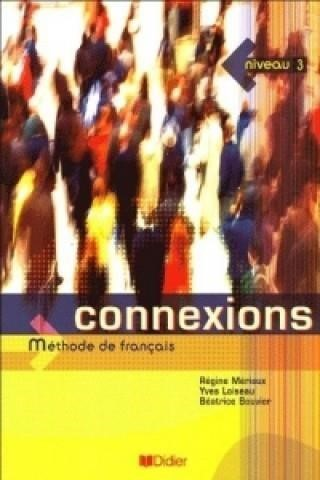 niveau 3
connexions
Méthode de français
Régine Mérieux
Yves Loiseau
Béatrice Bouvier
Didier